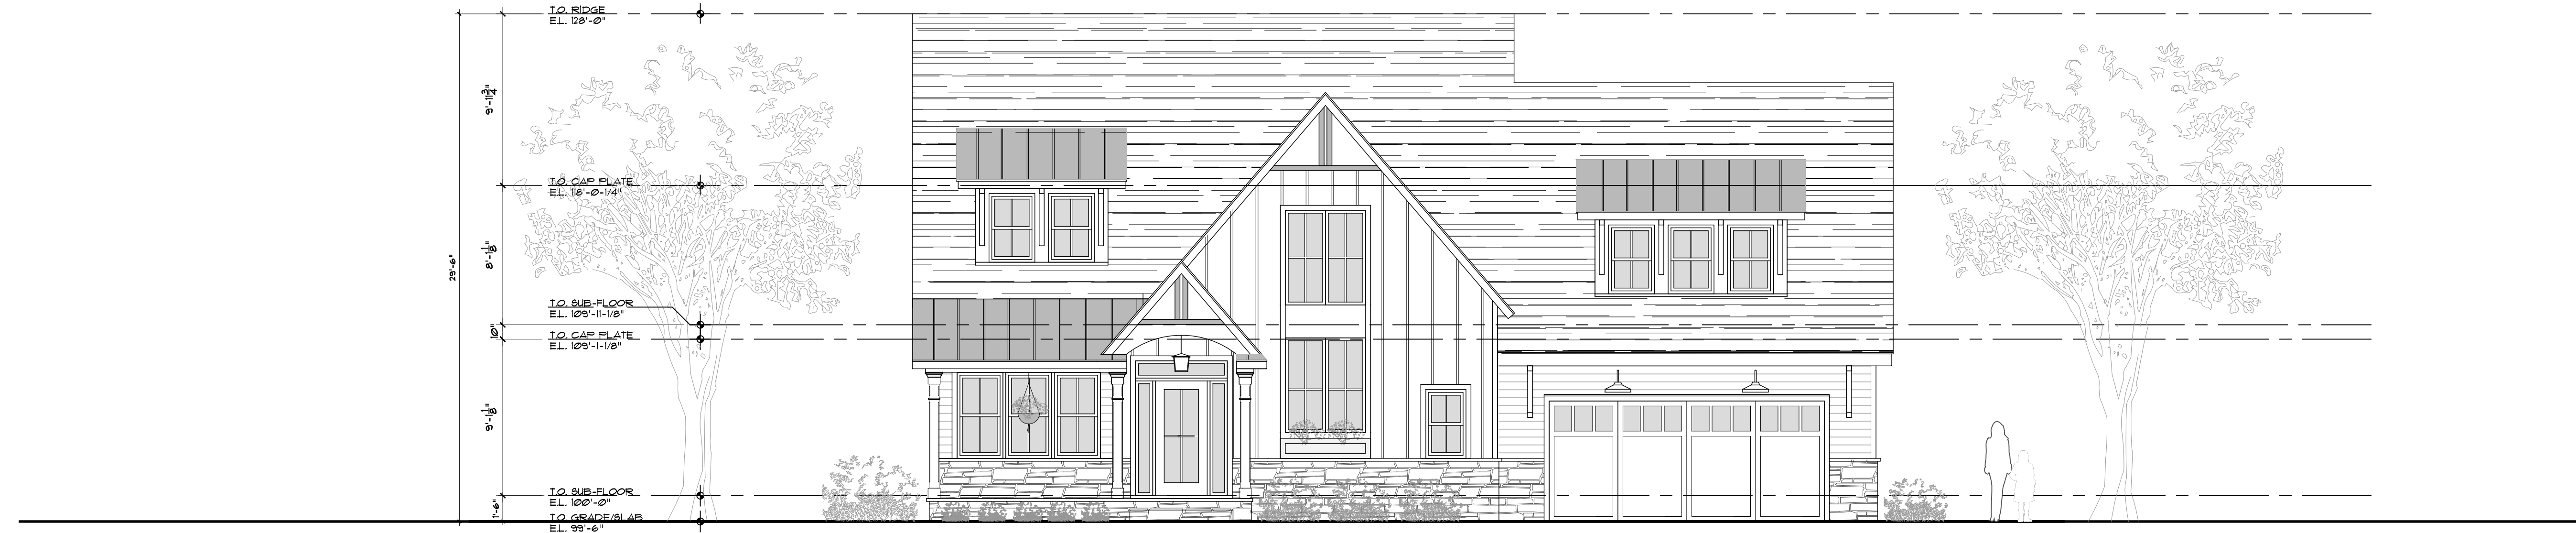 T.O. RIDGE
E.L. 128'-0"
9'-11 3/4"
T.O. CAP PLATE
E.L. 118'-0-1/4"
8'-1 1/8"
29'-6"
T.O. SUB-FLOOR
E.L. 109'-11-1/8"
10"
T.O. CAP PLATE
E.L. 109'-1-1/8"
9'-1 1/8"
T.O. SUB-FLOOR
E.L. 100'-0"
1'-6"
T.O. GRADE/SLAB
E.L. 99'-6"